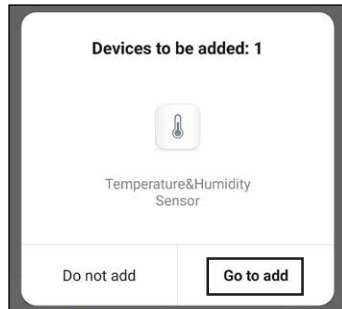 Devices to be added: 1
Temperature&Humidity
Sensor
Do not add
Go to add